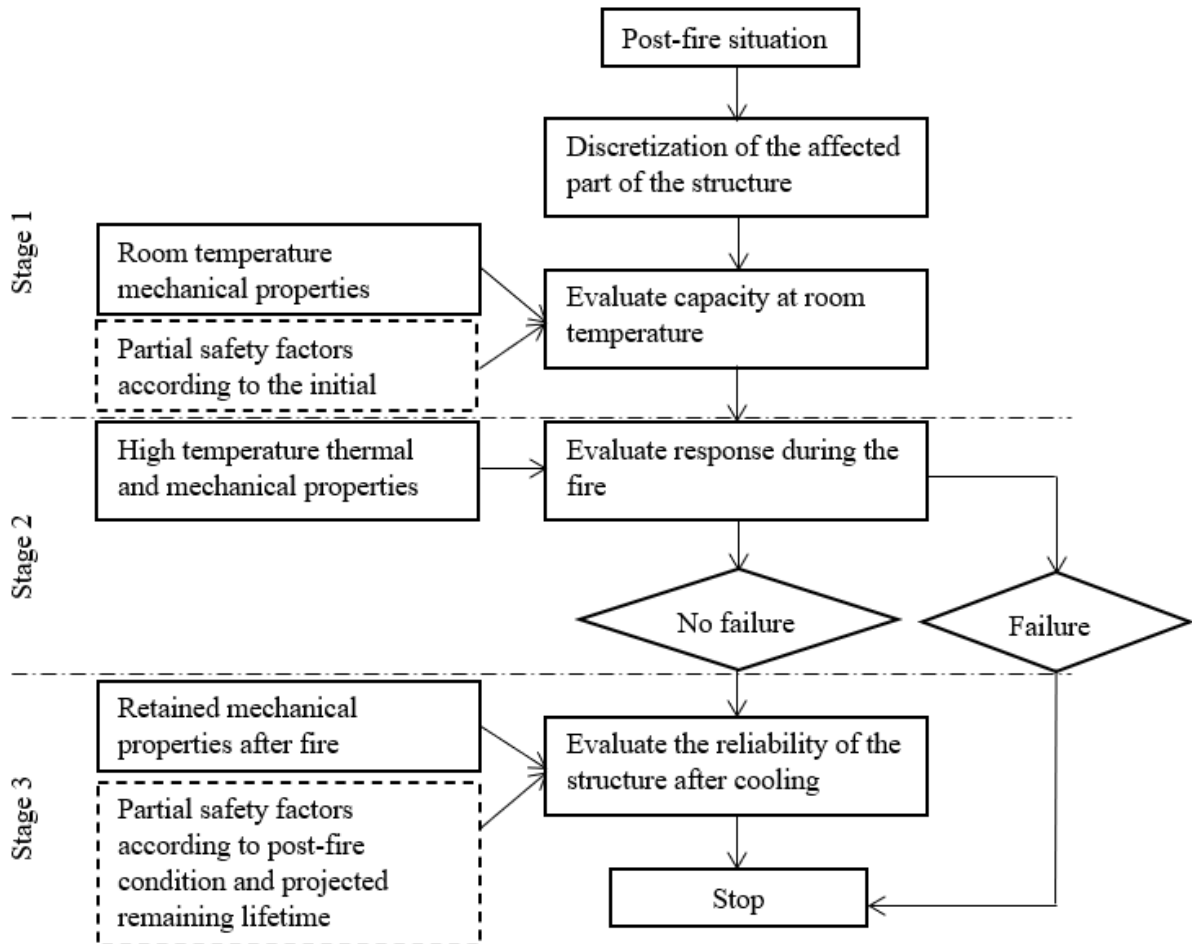 Post-fire situation
Discretization of the affected
part of the structure
Stage 1
Room temperature
mechanical properties
Evaluate capacity at room
temperature
Partial safety factors
according to the initial
Stage 2
High temperature thermal
and mechanical properties
Evaluate response during the
fire
No failure
Failure
Stage 3
Retained mechanical
properties after fire
Evaluate the reliability of the
structure after cooling
Partial safety factors
according to post-fire
condition and projected
remaining lifetime
Stop